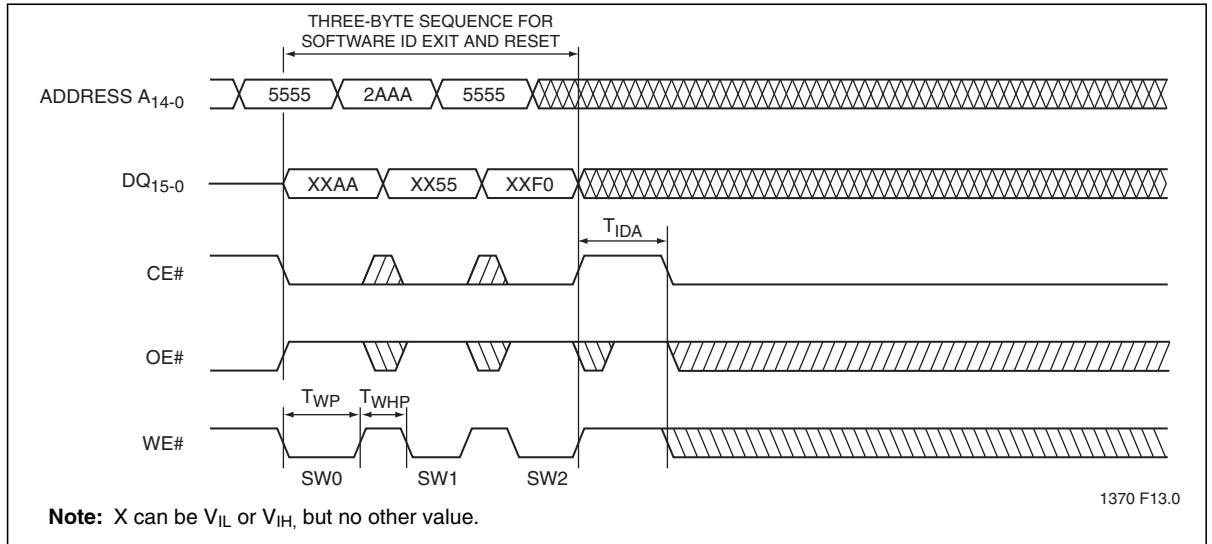 THREE-BYTE SEQUENCE FOR
SOFTWARE ID EXIT AND RESET
ADDRESS A14-0 5555 2AAA 5555
DQ15-0 XXAA XX55 XXF0
TIDA
CE#
OE#
TWP TWHP
WE#
SW0 SW1 SW2
1370 F13.0
Note: X can be VIL or VIH, but no other value.